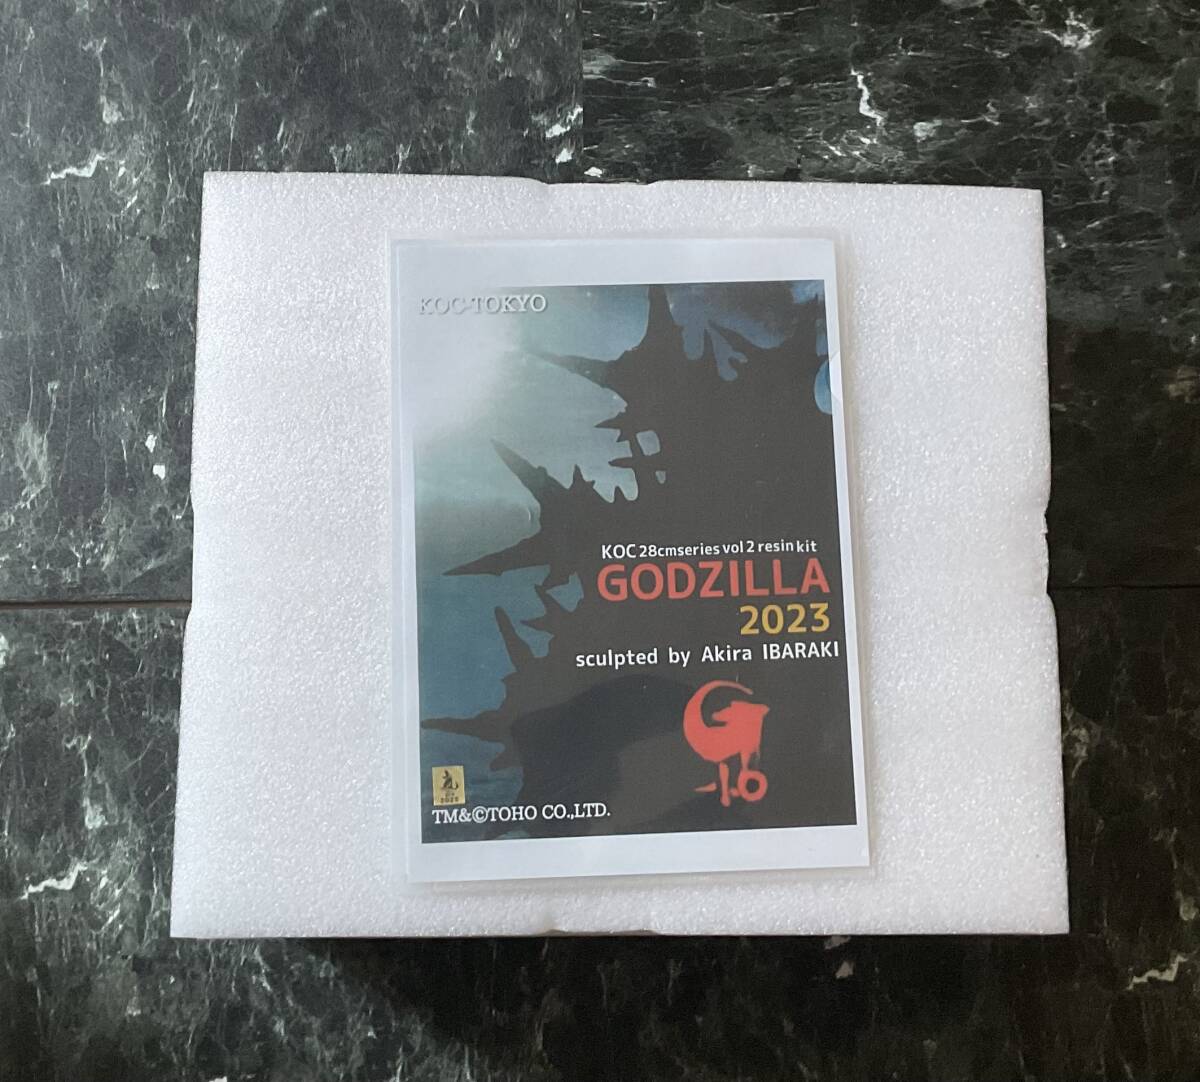 KOC-TOKYO
KOC 28cmseries vol 2 resin kit
GODZILLA
2023
sculpted by Akira IBARAKI
G
-1.0
2023
TM&©TOHO CO.,LTD.